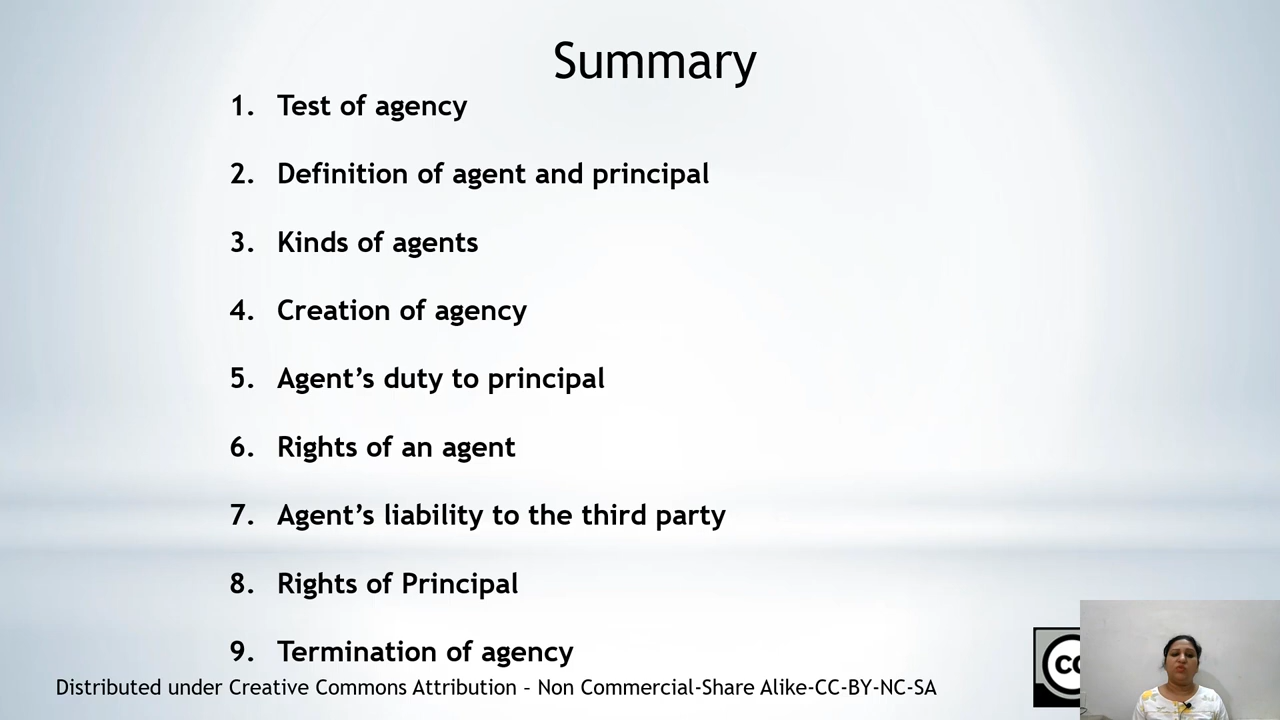 Summary
1. Test of agency
2. Definition of agent and principal
3. Kinds of agents
4. Creation of agency
5. Agent’s duty to principal
6. Rights of an agent
7. Agent’s liability to the third party
8. Rights of Principal
9. Termination of agency
Distributed under Creative Commons Attribution – Non Commercial-Share Alike-CC-BY-NC-SA
cc